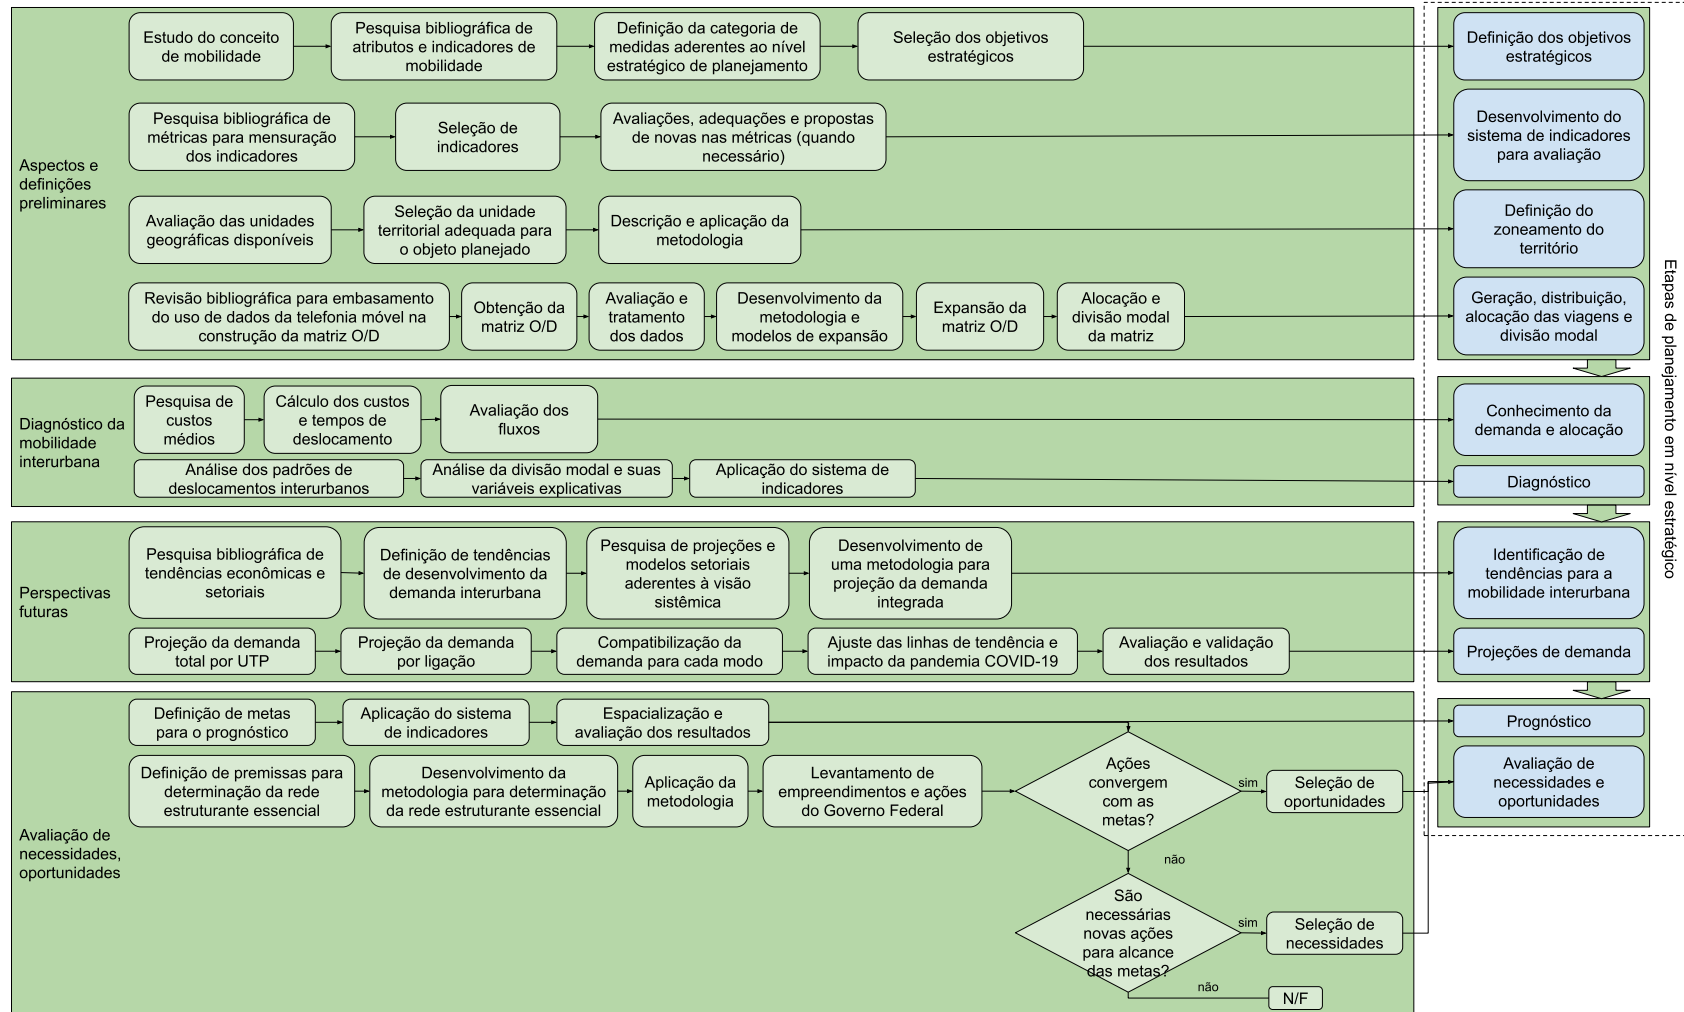 Estudo do conceito
de mobilidade
Pesquisa bibliográfica de
atributos e indicadores de
mobilidade
Definição da categoria de
medidas aderentes ao nível
estratégico de planejamento
Seleção dos objetivos
estratégicos
Definição dos objetivos
estratégicos
Aspectos e
definições
preliminares
Pesquisa bibliográfica de
métricas para mensuração
dos indicadores
Seleção de
indicadores
Avaliações, adequações e propostas
de novas nas métricas (quando
necessário)
Desenvolvimento do
sistema de indicadores
para avaliação
Avaliação das unidades
geográficas disponíveis
Seleção da unidade
territorial adequada para
o objeto planejado
Descrição e aplicação da
metodologia
Definição do
zoneamento do
território
Revisão bibliográfica para embasamento
do uso de dados da telefonia móvel na
construção da matriz O/D
Obtenção da
matriz O/D
Avaliação e
tratamento
dos dados
Desenvolvimento da
metodologia e
modelos de expansão
Expansão da
matriz O/D
Alocação e
divisão modal
da matriz
Geração, distribuição,
alocação das viagens e
divisão modal
Etapas de planejamento em nível estratégico
Diagnóstico da
mobilidade
interurbana
Pesquisa de
custos
médios
Cálculo dos custos
e tempos de
deslocamento
Avaliação dos
fluxos
Conhecimento da
demanda e alocação
Análise dos padrões de
deslocamentos interurbanos
Análise da divisão modal e suas
variáveis explicativas
Aplicação do sistema de
indicadores
Diagnóstico
Perspectivas
futuras
Pesquisa bibliográfica de
tendências econômicas e
setoriais
Definição de tendências
de desenvolvimento da
demanda interurbana
Pesquisa de projeções e
modelos setoriais
aderentes à visão
sistêmica
Desenvolvimento de
uma metodologia para
projeção da demanda
integrada
Identificação de
tendências para a
mobilidade interurbana
Projeção da demanda
total por UTP
Projeção da demanda
por ligação
Compatibilização da
demanda para cada modo
Ajuste das linhas de tendência e
impacto da pandemia COVID-19
Avaliação e validação
dos resultados
Projeções de demanda
Avaliação de
necessidades,
oportunidades
Definição de metas
para o prognóstico
Aplicação do sistema
de indicadores
Espacialização e
avaliação dos resultados
Prognóstico
Definição de premissas para
determinação da rede
estruturante essencial
Desenvolvimento da
metodologia para determinação
da rede estruturante essencial
Aplicação da
metodologia
Levantamento de
empreendimentos e ações
do Governo Federal
Ações
convergem
com as
metas?
sim
Seleção de
oportunidades
Avaliação de
necessidades e
oportunidades
não
São
necessárias
novas ações
para alcance
das metas?
sim
Seleção de
necessidades
não
N/F